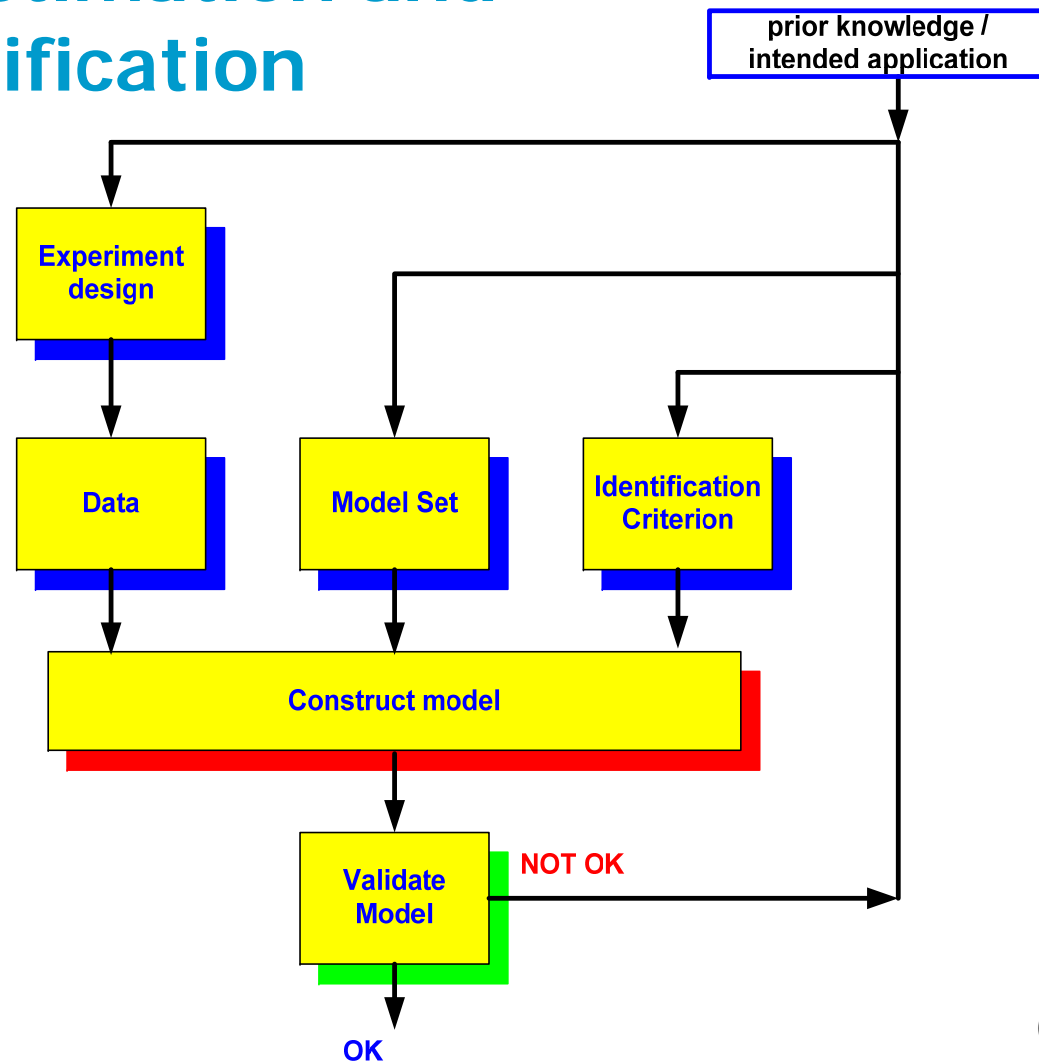 ification
prior knowledge /
intended application
Experiment
design
Data
Model Set
Identification
Criterion
Construct model
Validate
Model
NOT OK
OK